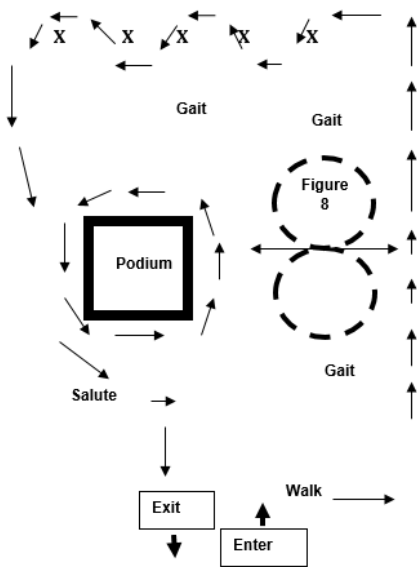 X X X X X
Gait
Gait
Figure
8
Podium
Gait
Salute
Walk
Exit
Enter